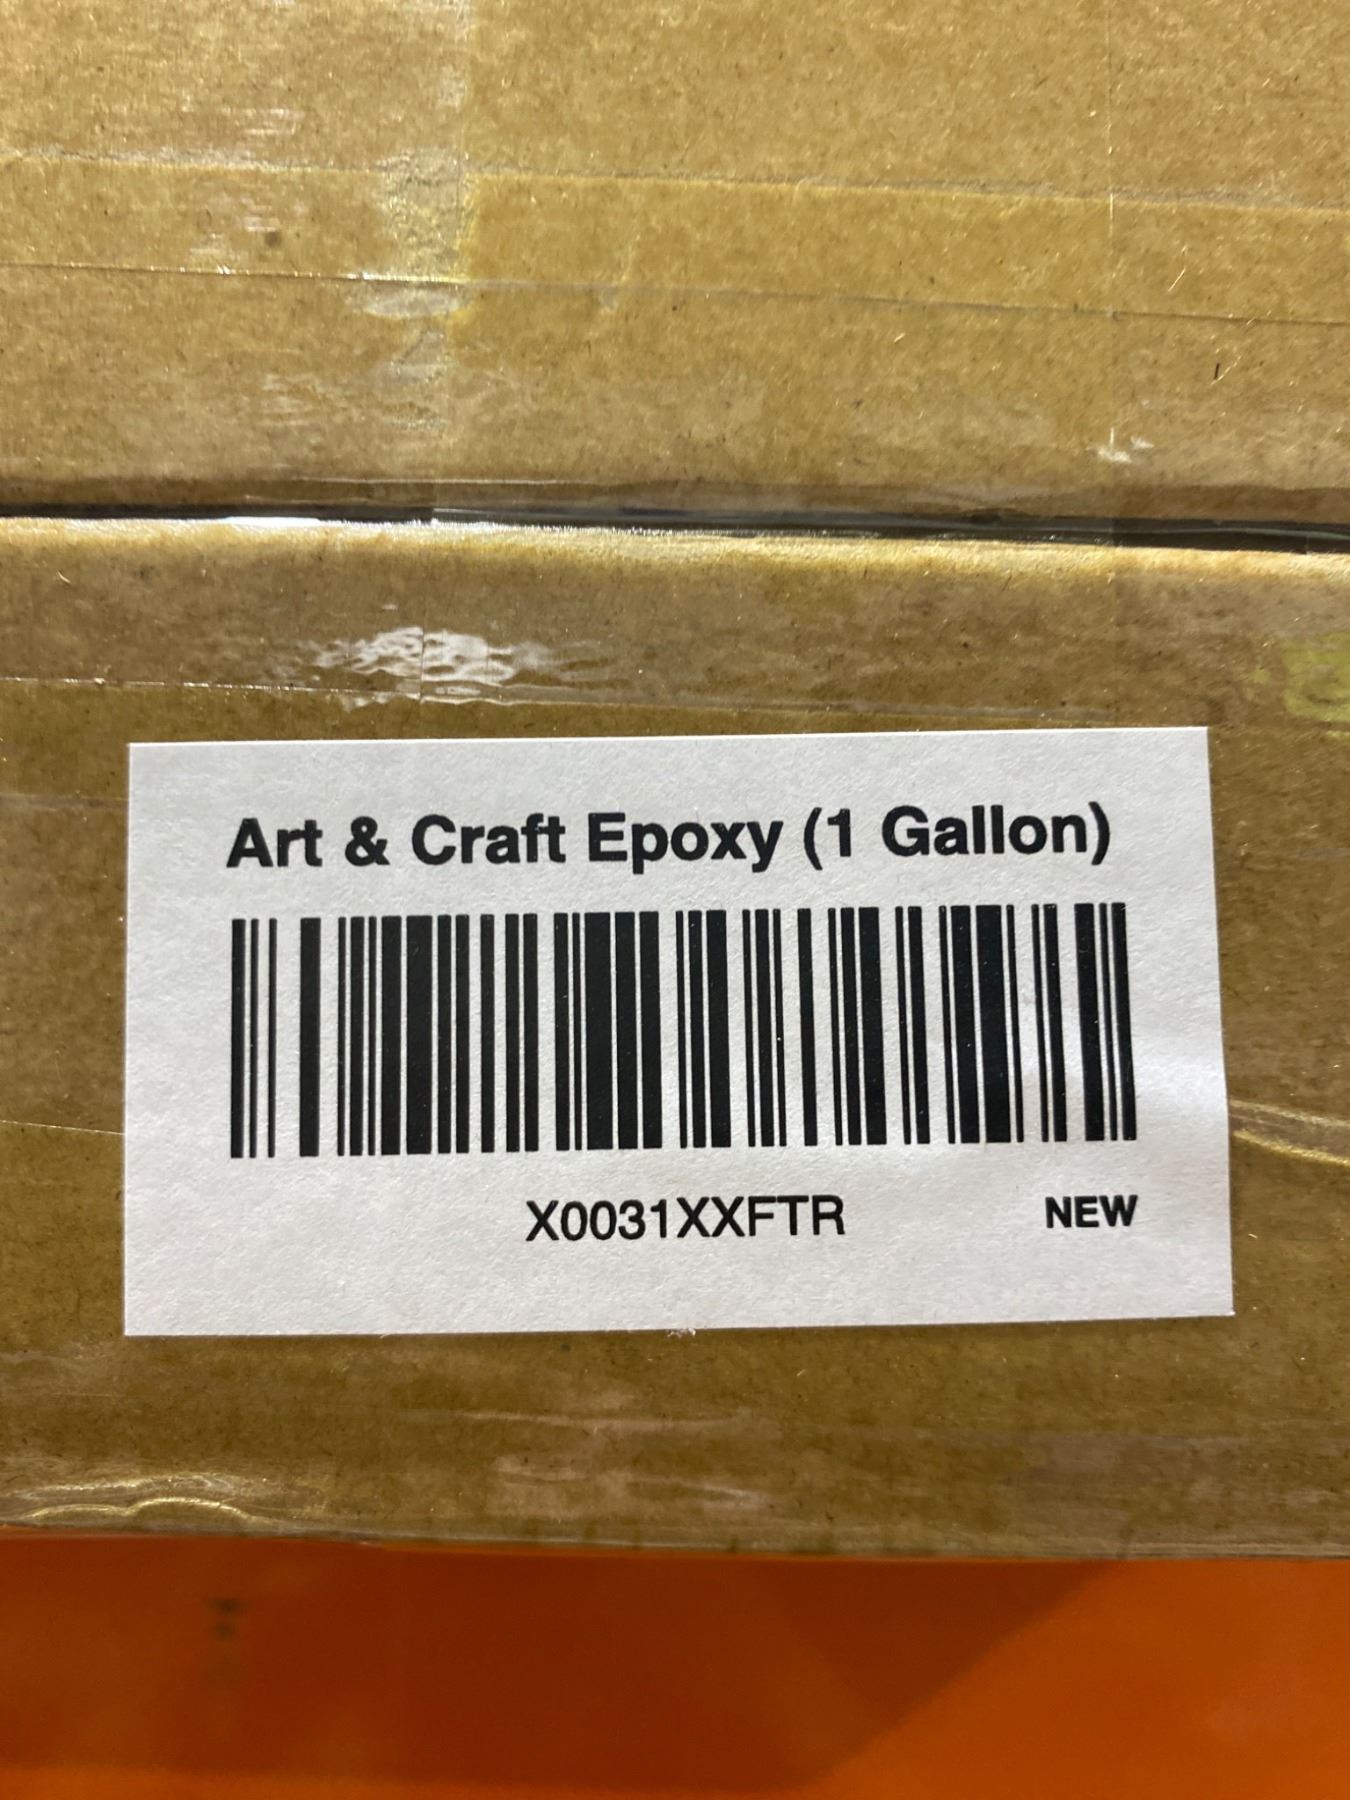 Art & Craft Epoxy (1 Gallon)
X0031XXFTR
NEW